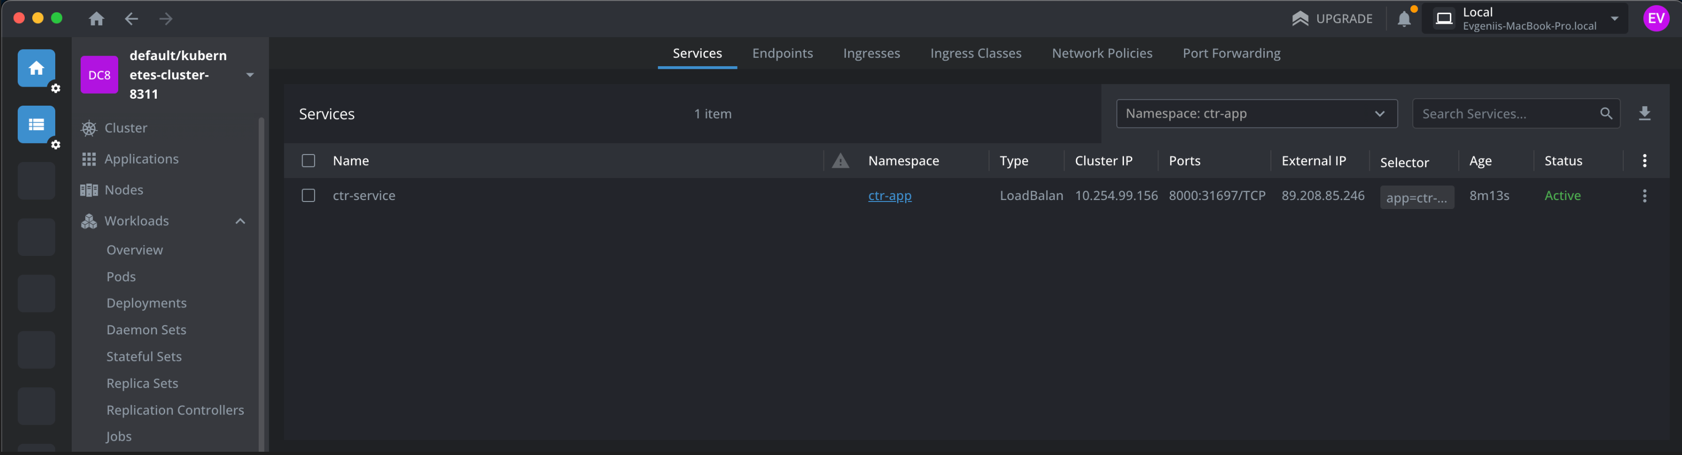 UPGRADE
Local
Evgeniis-MacBook-Pro.local
EV
DC8
default/kubern
etes-cluster-
8311
Cluster
Applications
Nodes
Workloads
Overview
Pods
Deployments
Daemon Sets
Stateful Sets
Replica Sets
Replication Controllers
Jobs
Services Endpoints Ingresses Ingress Classes Network Policies Port Forwarding
Services 1 item Namespace: ctr-app Search Services...
Name Namespace Type Cluster IP Ports External IP Selector Age Status
ctr-service ctr-app LoadBalan 10.254.99.156 8000:31697/TCP 89.208.85.246 app=ctr-... 8m13s Active